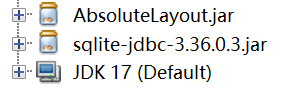 AbsoluteLayout.jar
sqlite-jdbc-3.36.0.3.jar
JDK 17 (Default)